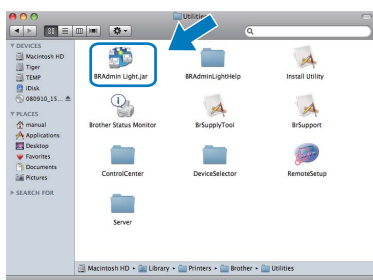 Utilities
DEVICES
Macintosh HD
Tiger
TEMP
iDisk
080910_15...
PLACES
manual
Applications
Desktop
Favorites
Documents
Pictures
SEARCH FOR
BRAdmin Light.jar
BRAdminLightHelp
Install Utility
Brother Status Monitor
BrSupplyTool
BrSupport
ControlCenter
DeviceSelector
RemoteSetup
Server
Macintosh HD ▸ Library ▸ Printers ▸ Brother ▸ Utilities